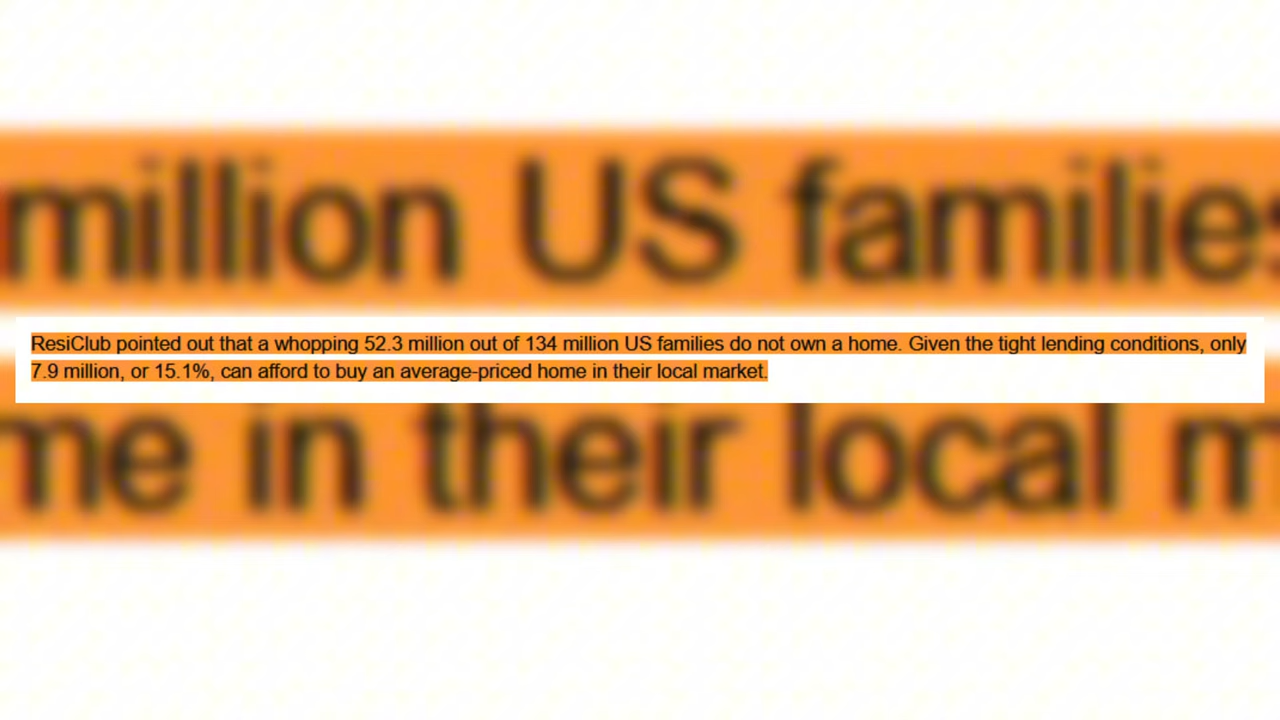 million US families
ResiClub pointed out that a whopping 52.3 million out of 134 million US families do not own a home. Given the tight lending conditions, only
7.9 million, or 15.1%, can afford to buy an average-priced home in their local market.
me in their local m